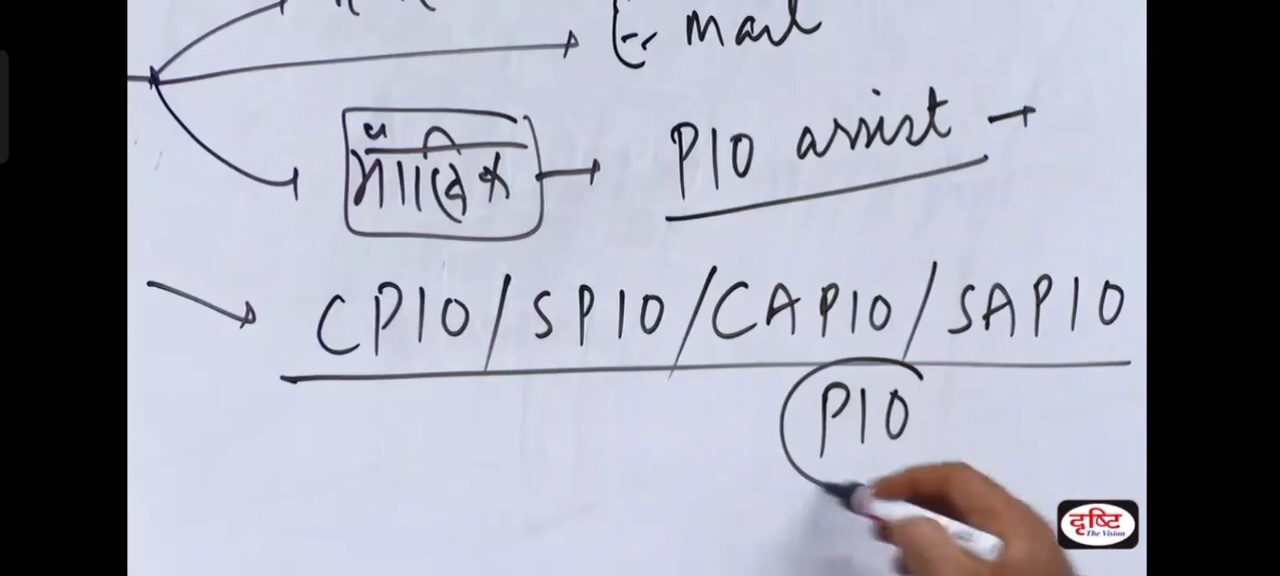 E-mail
मौखिक → PIO assist →
→ CPIO/SPIO/CAPIO/SAPIO
PIO
दृष्टि
The Vision